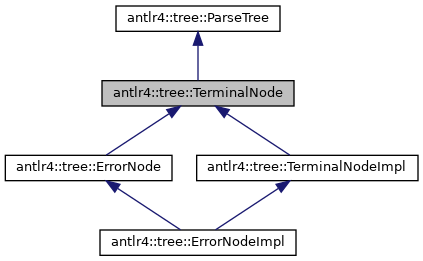 antlr4::tree::ParseTree
antlr4::tree::TerminalNode
antlr4::tree::ErrorNode
antlr4::tree::TerminalNodeImpl
antlr4::tree::ErrorNodeImpl